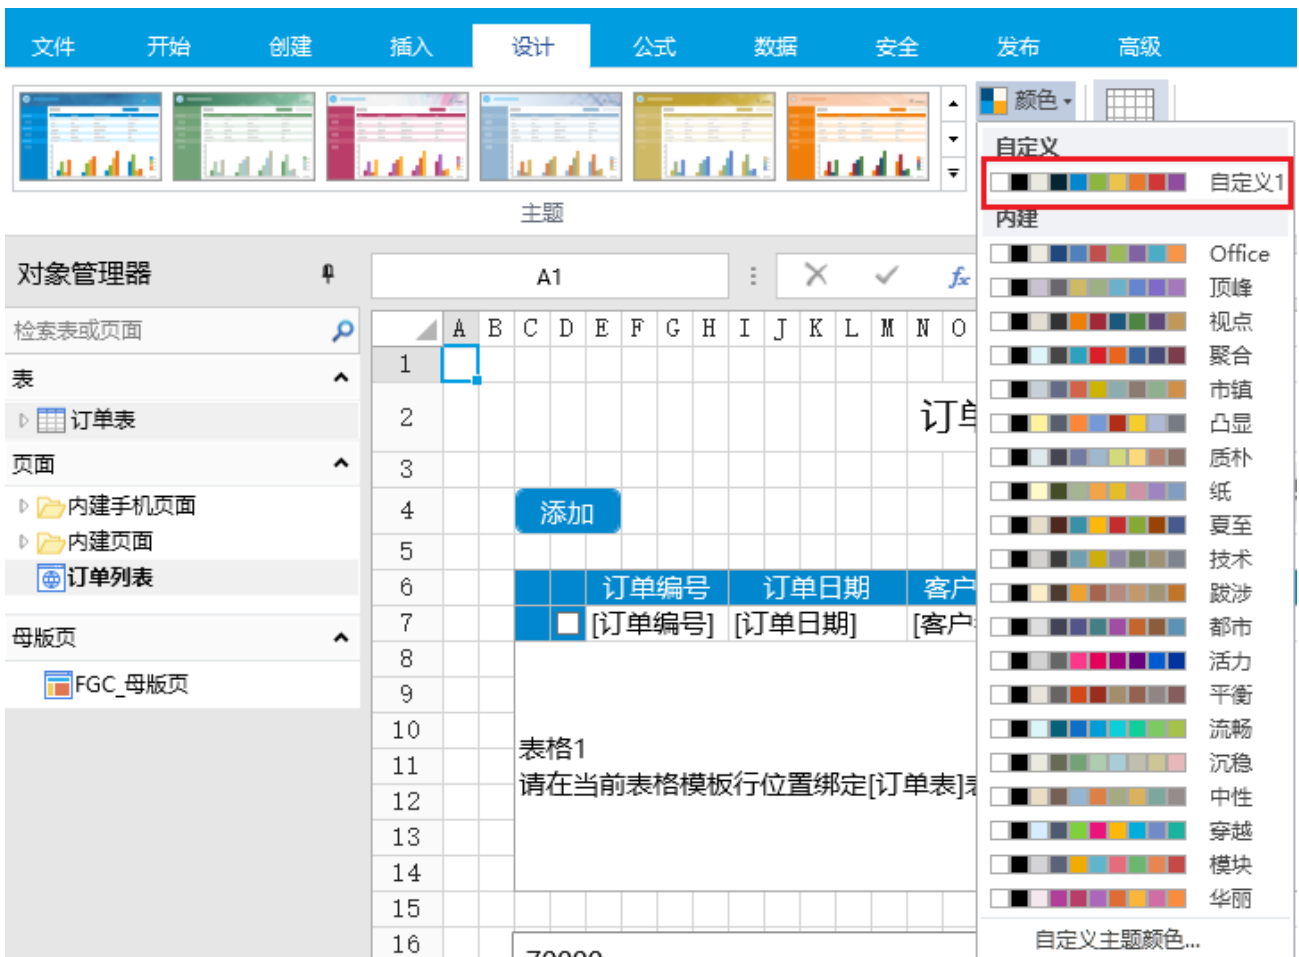 文件 开始 创建 插入 设计 公式 数据 安全 发布 高级
颜色
主题
自定义
自定义1
内建
Office
顶峰
视点
聚合
市镇
凸显
质朴
纸
夏至
技术
跋涉
都市
活力
平衡
流畅
沉稳
中性
穿越
模块
华丽
自定义主题颜色...
对象管理器
检索表或页面
表
订单表
页面
内建手机页面
内建页面
订单列表
母版页
FGC_母版页
A1 fx
A B C D E F G H I J K L M N O
1
2 订单
3
4 添加
5
6 订单编号 订单日期 客户
7 [订单编号] [订单日期] [客户
8
9
10
表格1
11
请在当前表格模板行位置绑定[订单表]
12
13
14
15
16